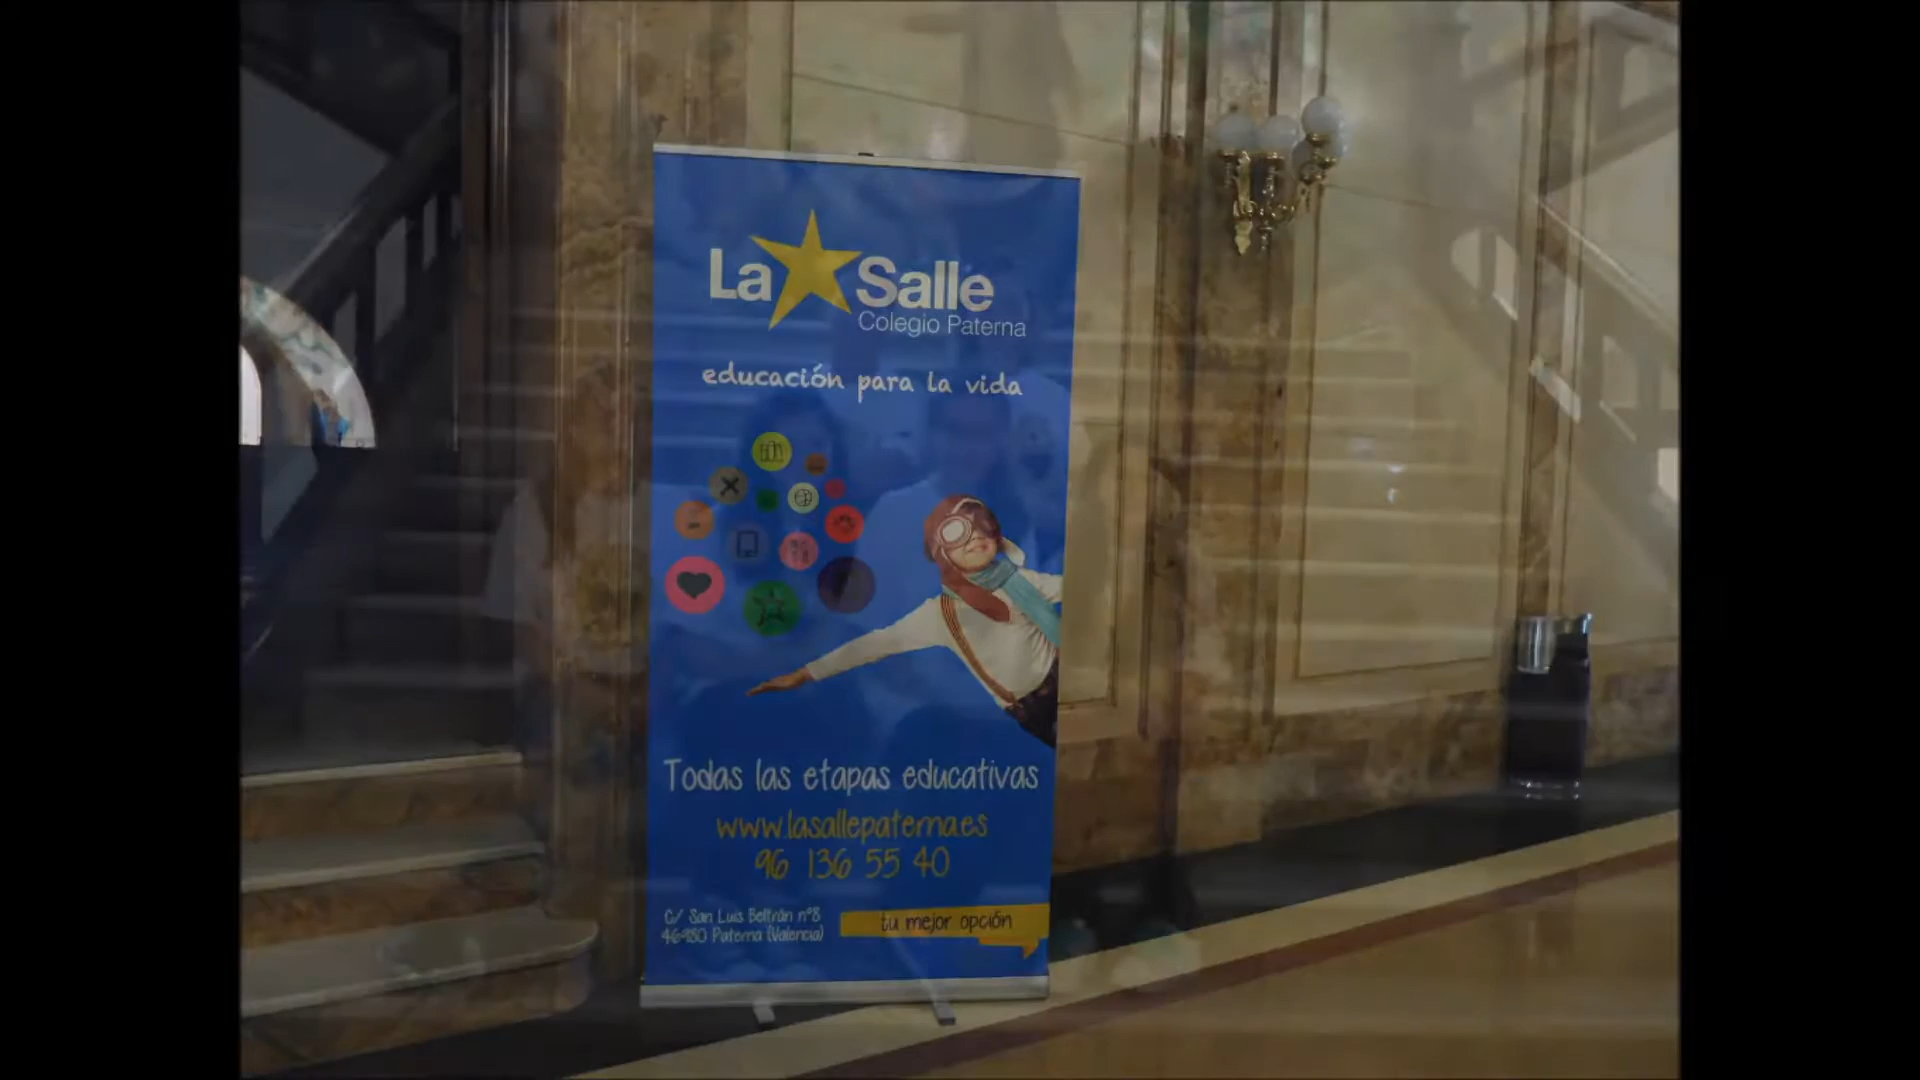 La Salle
Colegio Paterna
educación para la vida
Todas las etapas educativas
www.lasallepaterna.es
96 136 55 40
C/ San Luis Beltrán nº8
46980 Paterna (Valencia)
tu mejor opción